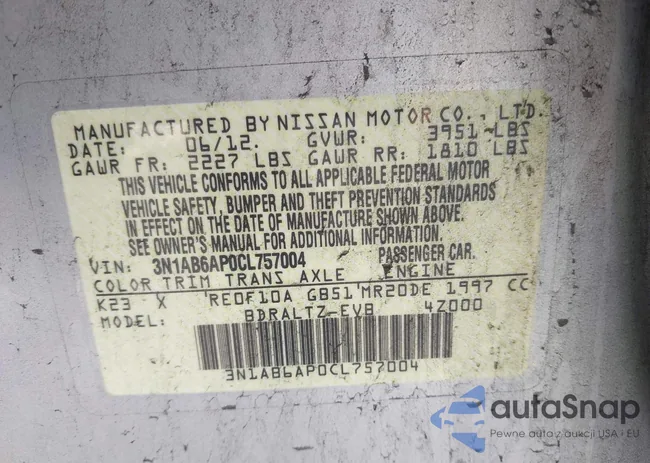 MANUFACTURED BY NISSAN MOTOR CO., LTD.
DATE: 06/12. GVWR: 3951 LBS
GAWR FR: 2227 LBS GAWR RR: 1810 LBS
THIS VEHICLE CONFORMS TO ALL APPLICABLE FEDERAL MOTOR
VEHICLE SAFETY, BUMPER AND THEFT PREVENTION STANDARDS
IN EFFECT ON THE DATE OF MANUFACTURE SHOWN ABOVE.
SEE OWNER'S MANUAL FOR ADDITIONAL INFORMATION.
VIN: 3N1AB6AP0CL757004 PASSENGER CAR.
COLOR TRIM TRANS AXLE ENGINE
K23 X RE0F10A GB51 MR20DE 1997 CC
MODEL: BDRALTZ-EVB 4Z000
3N1AB6AP0CL757004
autaSnap
Pewne auta z aukcji USA i EU